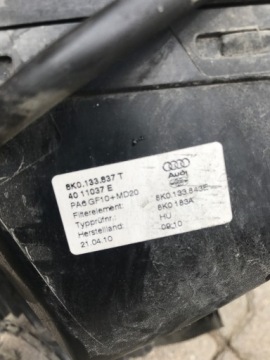 8K0.133.837 T
40 11037 E
Audi
PA6.GF10+MD20
Filterelement: 8K0.133.843E
Typprüfnr.: 8K0 183A
Herstelland: HU
21.04.10 09:10